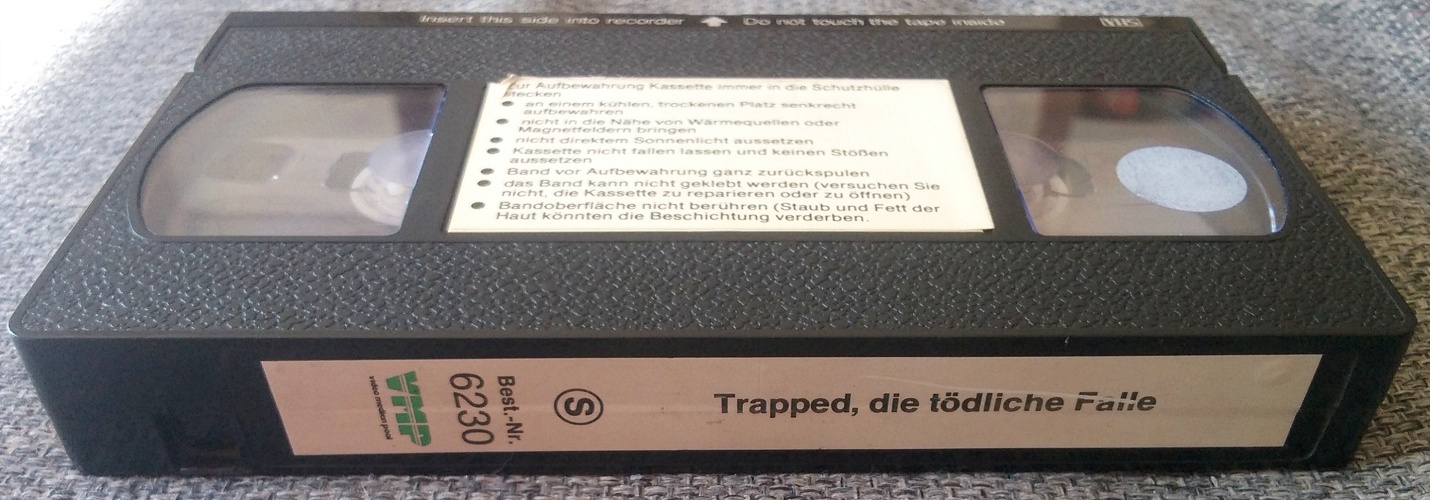 Insert this side into recorder ⬆ Do not touch the tape inside VHS
Zur Aufbewahrung Kassette immer in die Schutzhülle
stecken
● an einem kühlen, trockenen Platz senkrecht
aufbewahren
● nicht in die Nähe von Wärmequellen oder
Magnetfeldern bringen
● nicht direktem Sonnenlicht aussetzen
● Kassette nicht fallen lassen und keinen Stößen
aussetzen
● Band vor Aufbewahrung ganz zurückspulen
● das Band kann nicht geklebt werden (versuchen Sie
nicht, die Kassette zu reparieren oder zu öffnen)
● Bandoberfläche nicht berühren (Staub und Fett der
Haut könnten die Beschichtung verderben.
VMP
video medien pool
Best.-Nr.
6230
S
Trapped, die tödliche Falle